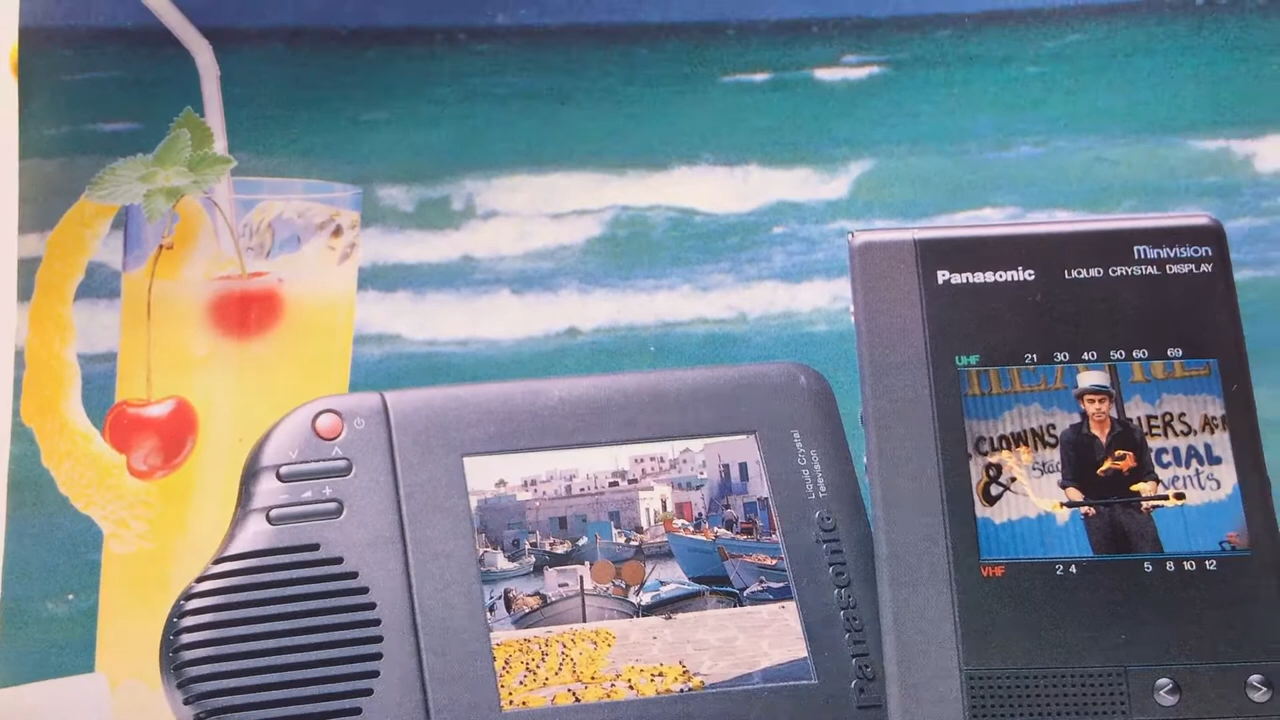 Minivision
Panasonic
LIQUID CRYSTAL DISPLAY
UHF 21 30 40 50 60 69
CLOWNS
&
CIAL
VHF 2 4 5 8 10 12
Liquid Crystal
Television
Panasonic